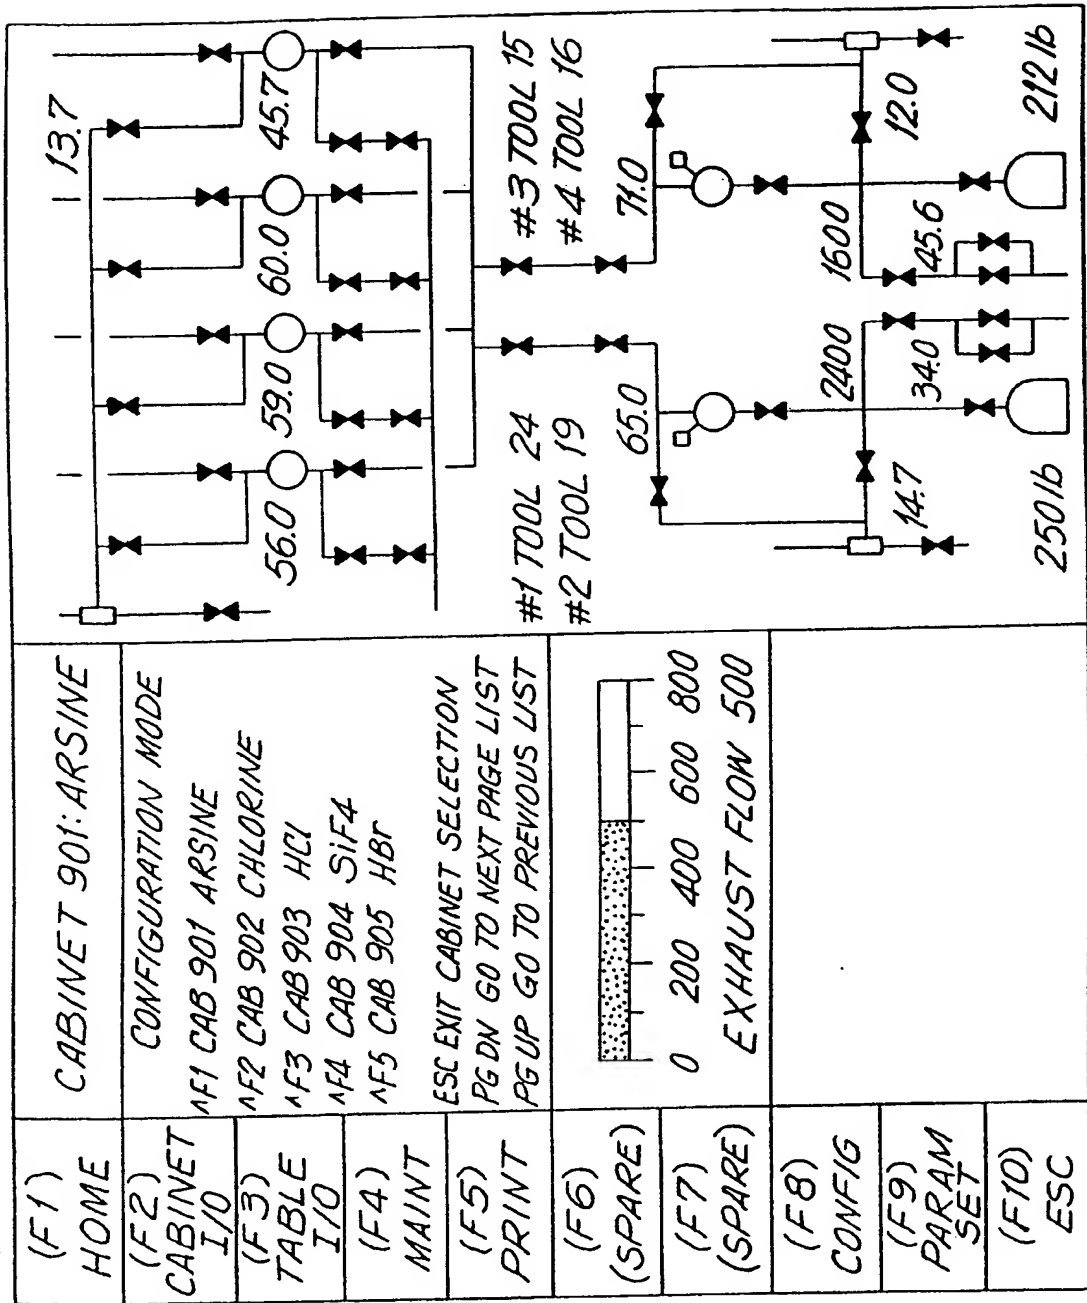 (F1)
HOME
(F2)
CABINET
I/O
(F3)
TABLE
I/O
(F4)
MAINT
(F5)
PRINT
(F6)
(SPARE)
(F7)
(SPARE)
(F8)
CONFIG
(F9)
PARAM
SET
(F10)
ESC
CABINET 901: ARSINE
CONFIGURATION MODE
^F1 CAB 901 ARSINE
^F2 CAB 902 CHLORINE
^F3 CAB 903 HCl
^F4 CAB 904 SiF4
^F5 CAB 905 HBr
ESC EXIT CABINET SELECTION
PG DN GO TO NEXT PAGE LIST
PG UP GO TO PREVIOUS LIST
0 200 400 600 800
EXHAUST FLOW 500
13.7
56.0 59.0 60.0 45.7
#1 TOOL 24 #3 TOOL 15
#2 TOOL 19 #4 TOOL 16
65.0 71.0
2400 1600
14.7 34.0 45.6 12.0
250 lb 212 lb